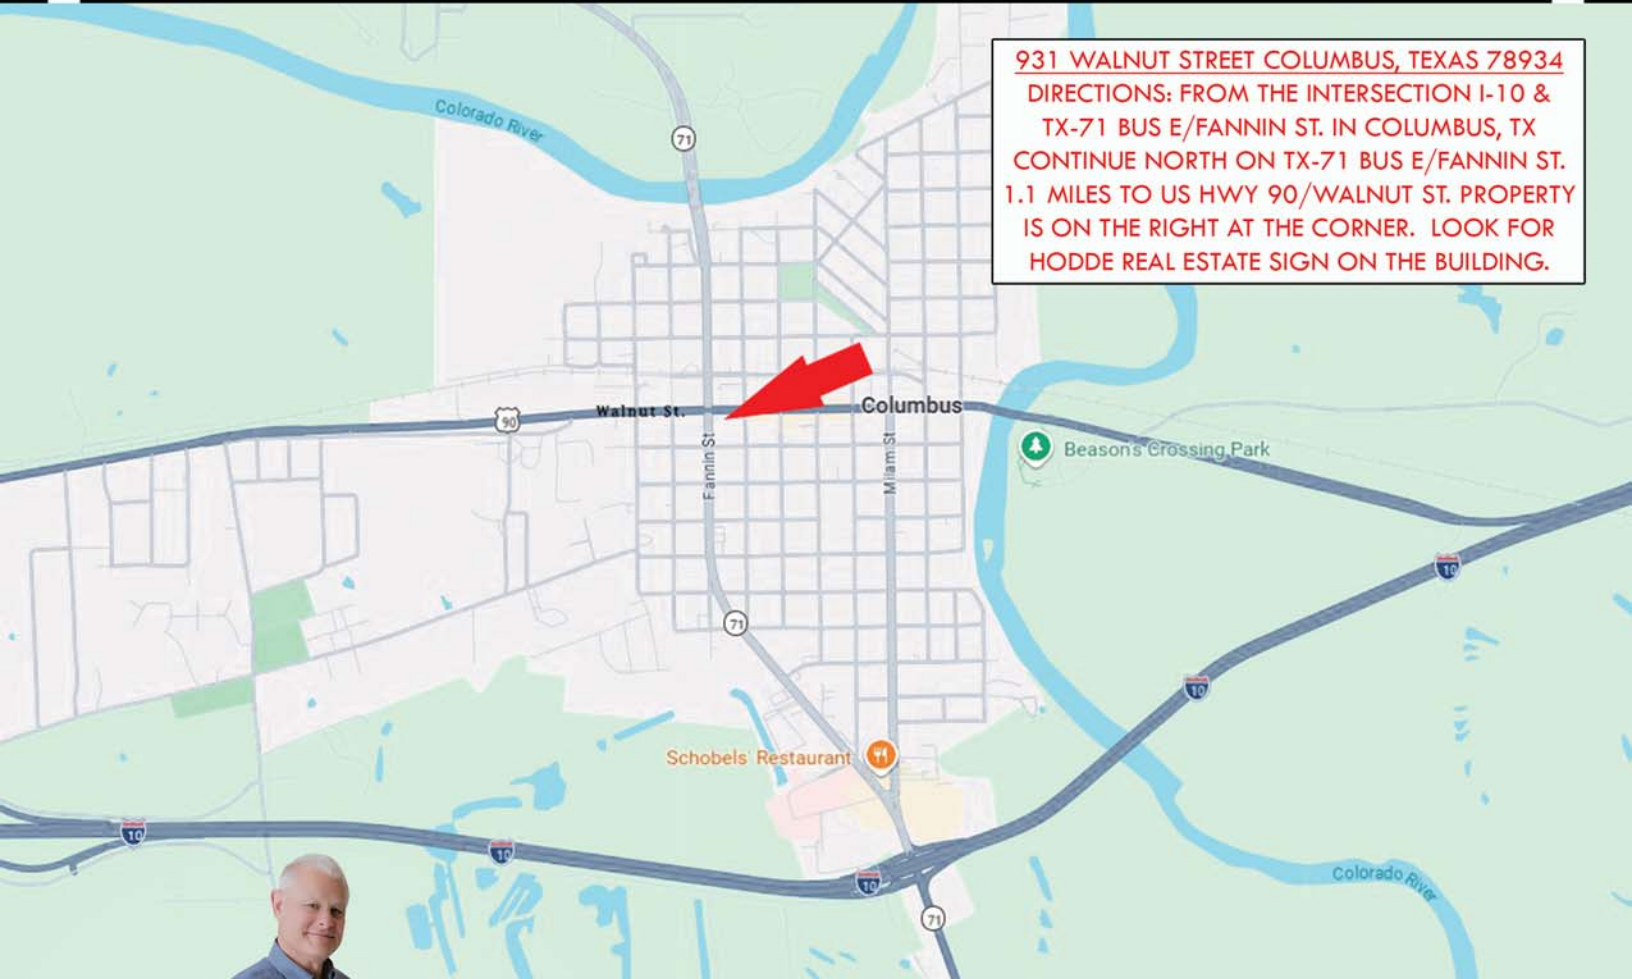 931 WALNUT STREET COLUMBUS, TEXAS 78934
DIRECTIONS: FROM THE INTERSECTION I-10 &
TX-71 BUS E/FANNIN ST. IN COLUMBUS, TX
CONTINUE NORTH ON TX-71 BUS E/FANNIN ST.
1.1 MILES TO US HWY 90/WALNUT ST. PROPERTY
IS ON THE RIGHT AT THE CORNER. LOOK FOR
HODDE REAL ESTATE SIGN ON THE BUILDING.
Colorado River
71
Walnut St.
Columbus
90
Beason's Crossing Park
Fannin St
Milam St
10
71
10
Schobels' Restaurant
10
10
10
Colorado River
71